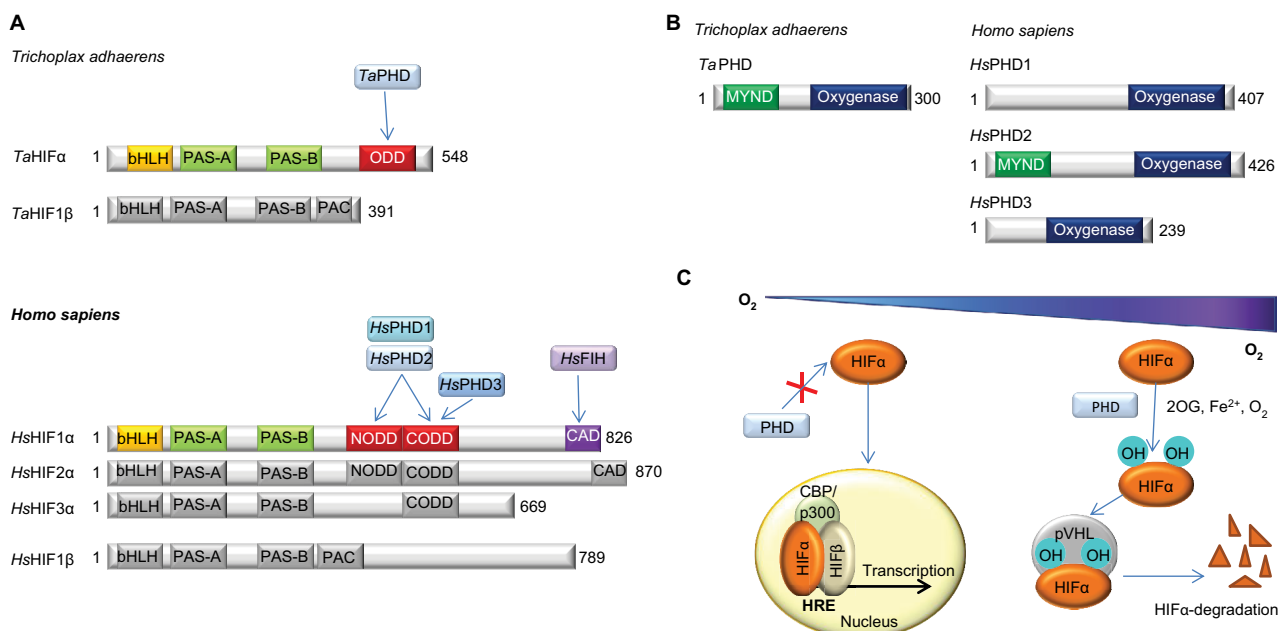 A
Trichoplax adhaerens
TaPHD
TaHIFα 1 bHLH PAS-A PAS-B ODD 548
TaHIF1β 1 bHLH PAS-A PAS-B PAC 391
Homo sapiens
HsPHD1
HsPHD2
HsPHD3
HsFIH
HsHIF1α 1 bHLH PAS-A PAS-B NODD CODD CAD 826
HsHIF2α 1 bHLH PAS-A PAS-B NODD CODD CAD 870
HsHIF3α 1 bHLH PAS-A PAS-B CODD 669
HsHIF1β 1 bHLH PAS-A PAS-B PAC 789
B
Trichoplax adhaerens
Homo sapiens
TaPHD
1 MYND Oxygenase 300
HsPHD1
1 Oxygenase 407
HsPHD2
1 MYND Oxygenase 426
HsPHD3
1 Oxygenase 239
C
O2
O2
HIFα
PHD
CBP/
p300
HIFα
HIFβ
HRE
Transcription
Nucleus
HIFα
PHD
2OG, Fe2+, O2
OH OH
HIFα
pVHL
OH OH
HIFα
HIFα-degradation